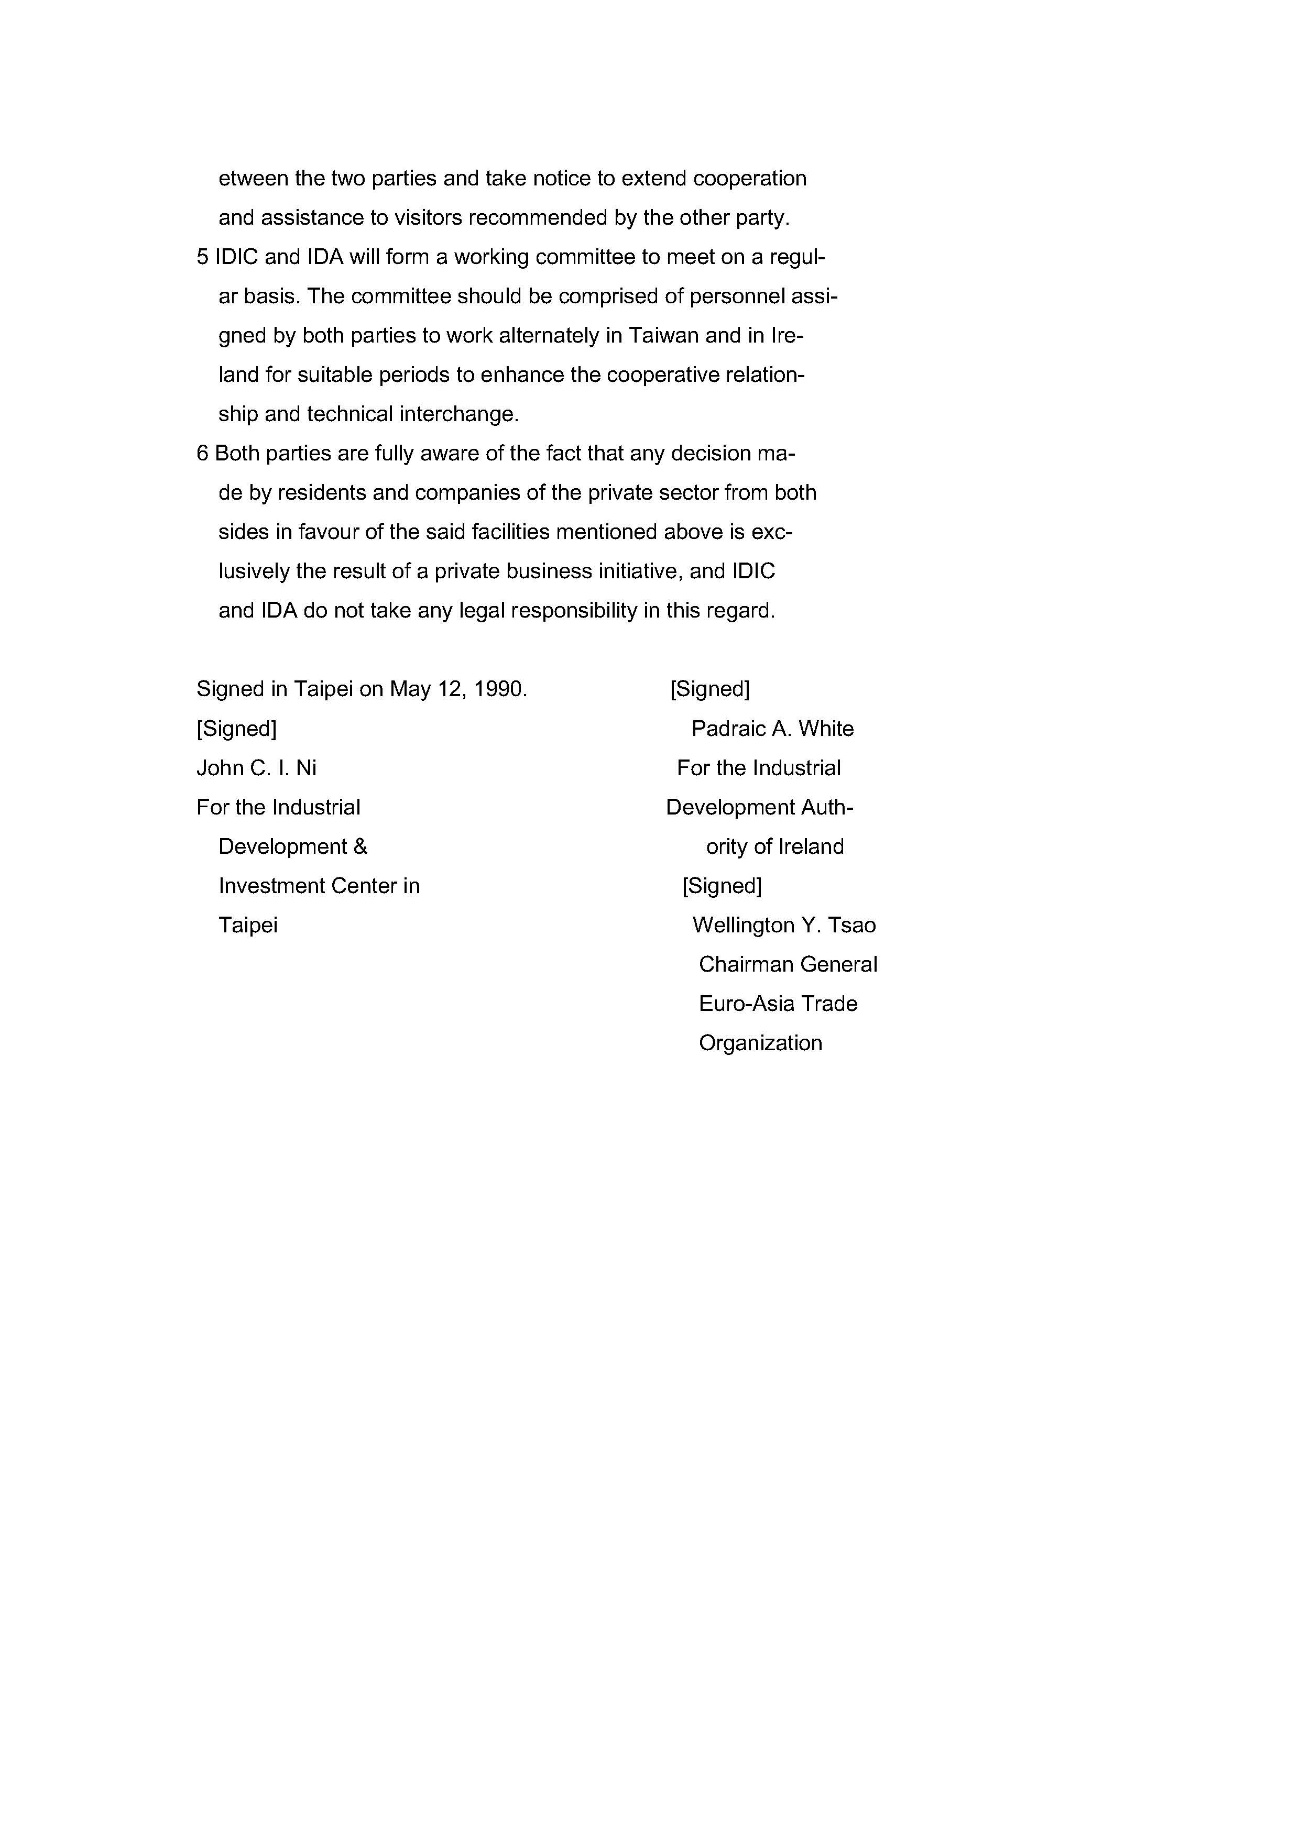 etween the two parties and take notice to extend cooperation
and assistance to visitors recommended by the other party.
5 IDIC and IDA will form a working committee to meet on a regul-
ar basis. The committee should be comprised of personnel assi-
gned by both parties to work alternately in Taiwan and in Ire-
land for suitable periods to enhance the cooperative relation-
ship and technical interchange.
6 Both parties are fully aware of the fact that any decision ma-
de by residents and companies of the private sector from both
sides in favour of the said facilities mentioned above is exc-
lusively the result of a private business initiative, and IDIC
and IDA do not take any legal responsibility in this regard.
Signed in Taipei on May 12, 1990. [Signed]
[Signed] Padraic A. White
John C. I. Ni For the Industrial
For the Industrial Development Auth-
Development & ority of Ireland
Investment Center in [Signed]
Taipei Wellington Y. Tsao
Chairman General
Euro-Asia Trade
Organization